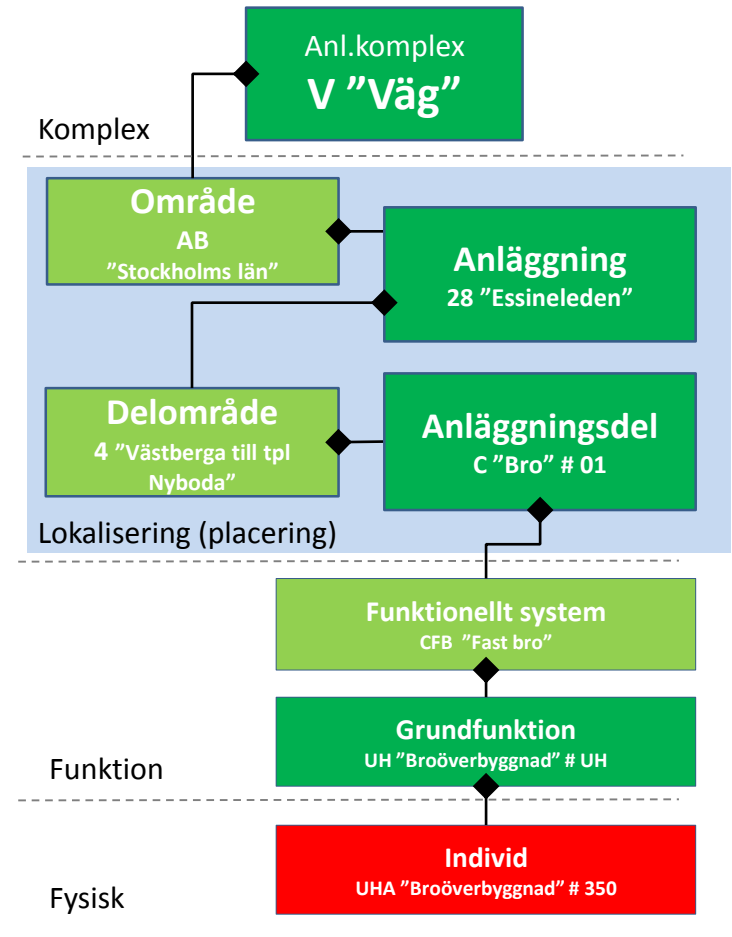 Anl.komplex
V ”Väg”
Komplex
Område
AB
”Stockholms län”
Anläggning
28 ”Essineleden”
Delområde
4 ”Västberga till tpl
Nyboda”
Anläggningsdel
C ”Bro” # 01
Lokalisering (placering)
Funktionellt system
CFB ”Fast bro”
Grundfunktion
UH ”Broöverbyggnad” # UH
Funktion
Individ
UHA ”Broöverbyggnad” # 350
Fysisk